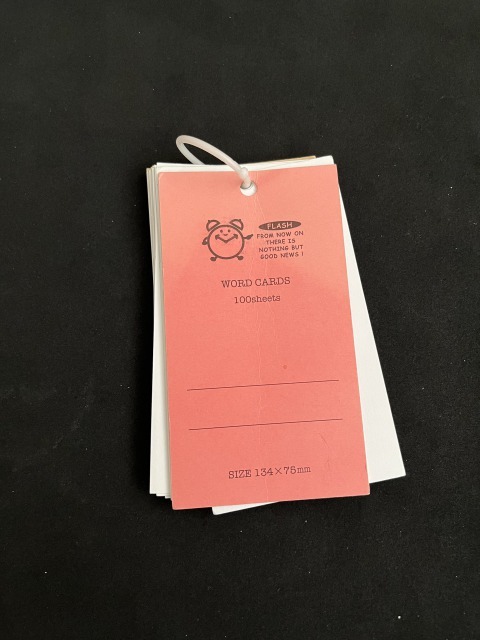 FLASH
FROM NOW ON
THERE IS
NOTHING BUT
GOOD NEWS !
WORD CARDS
100sheets
SIZE 134×75mm